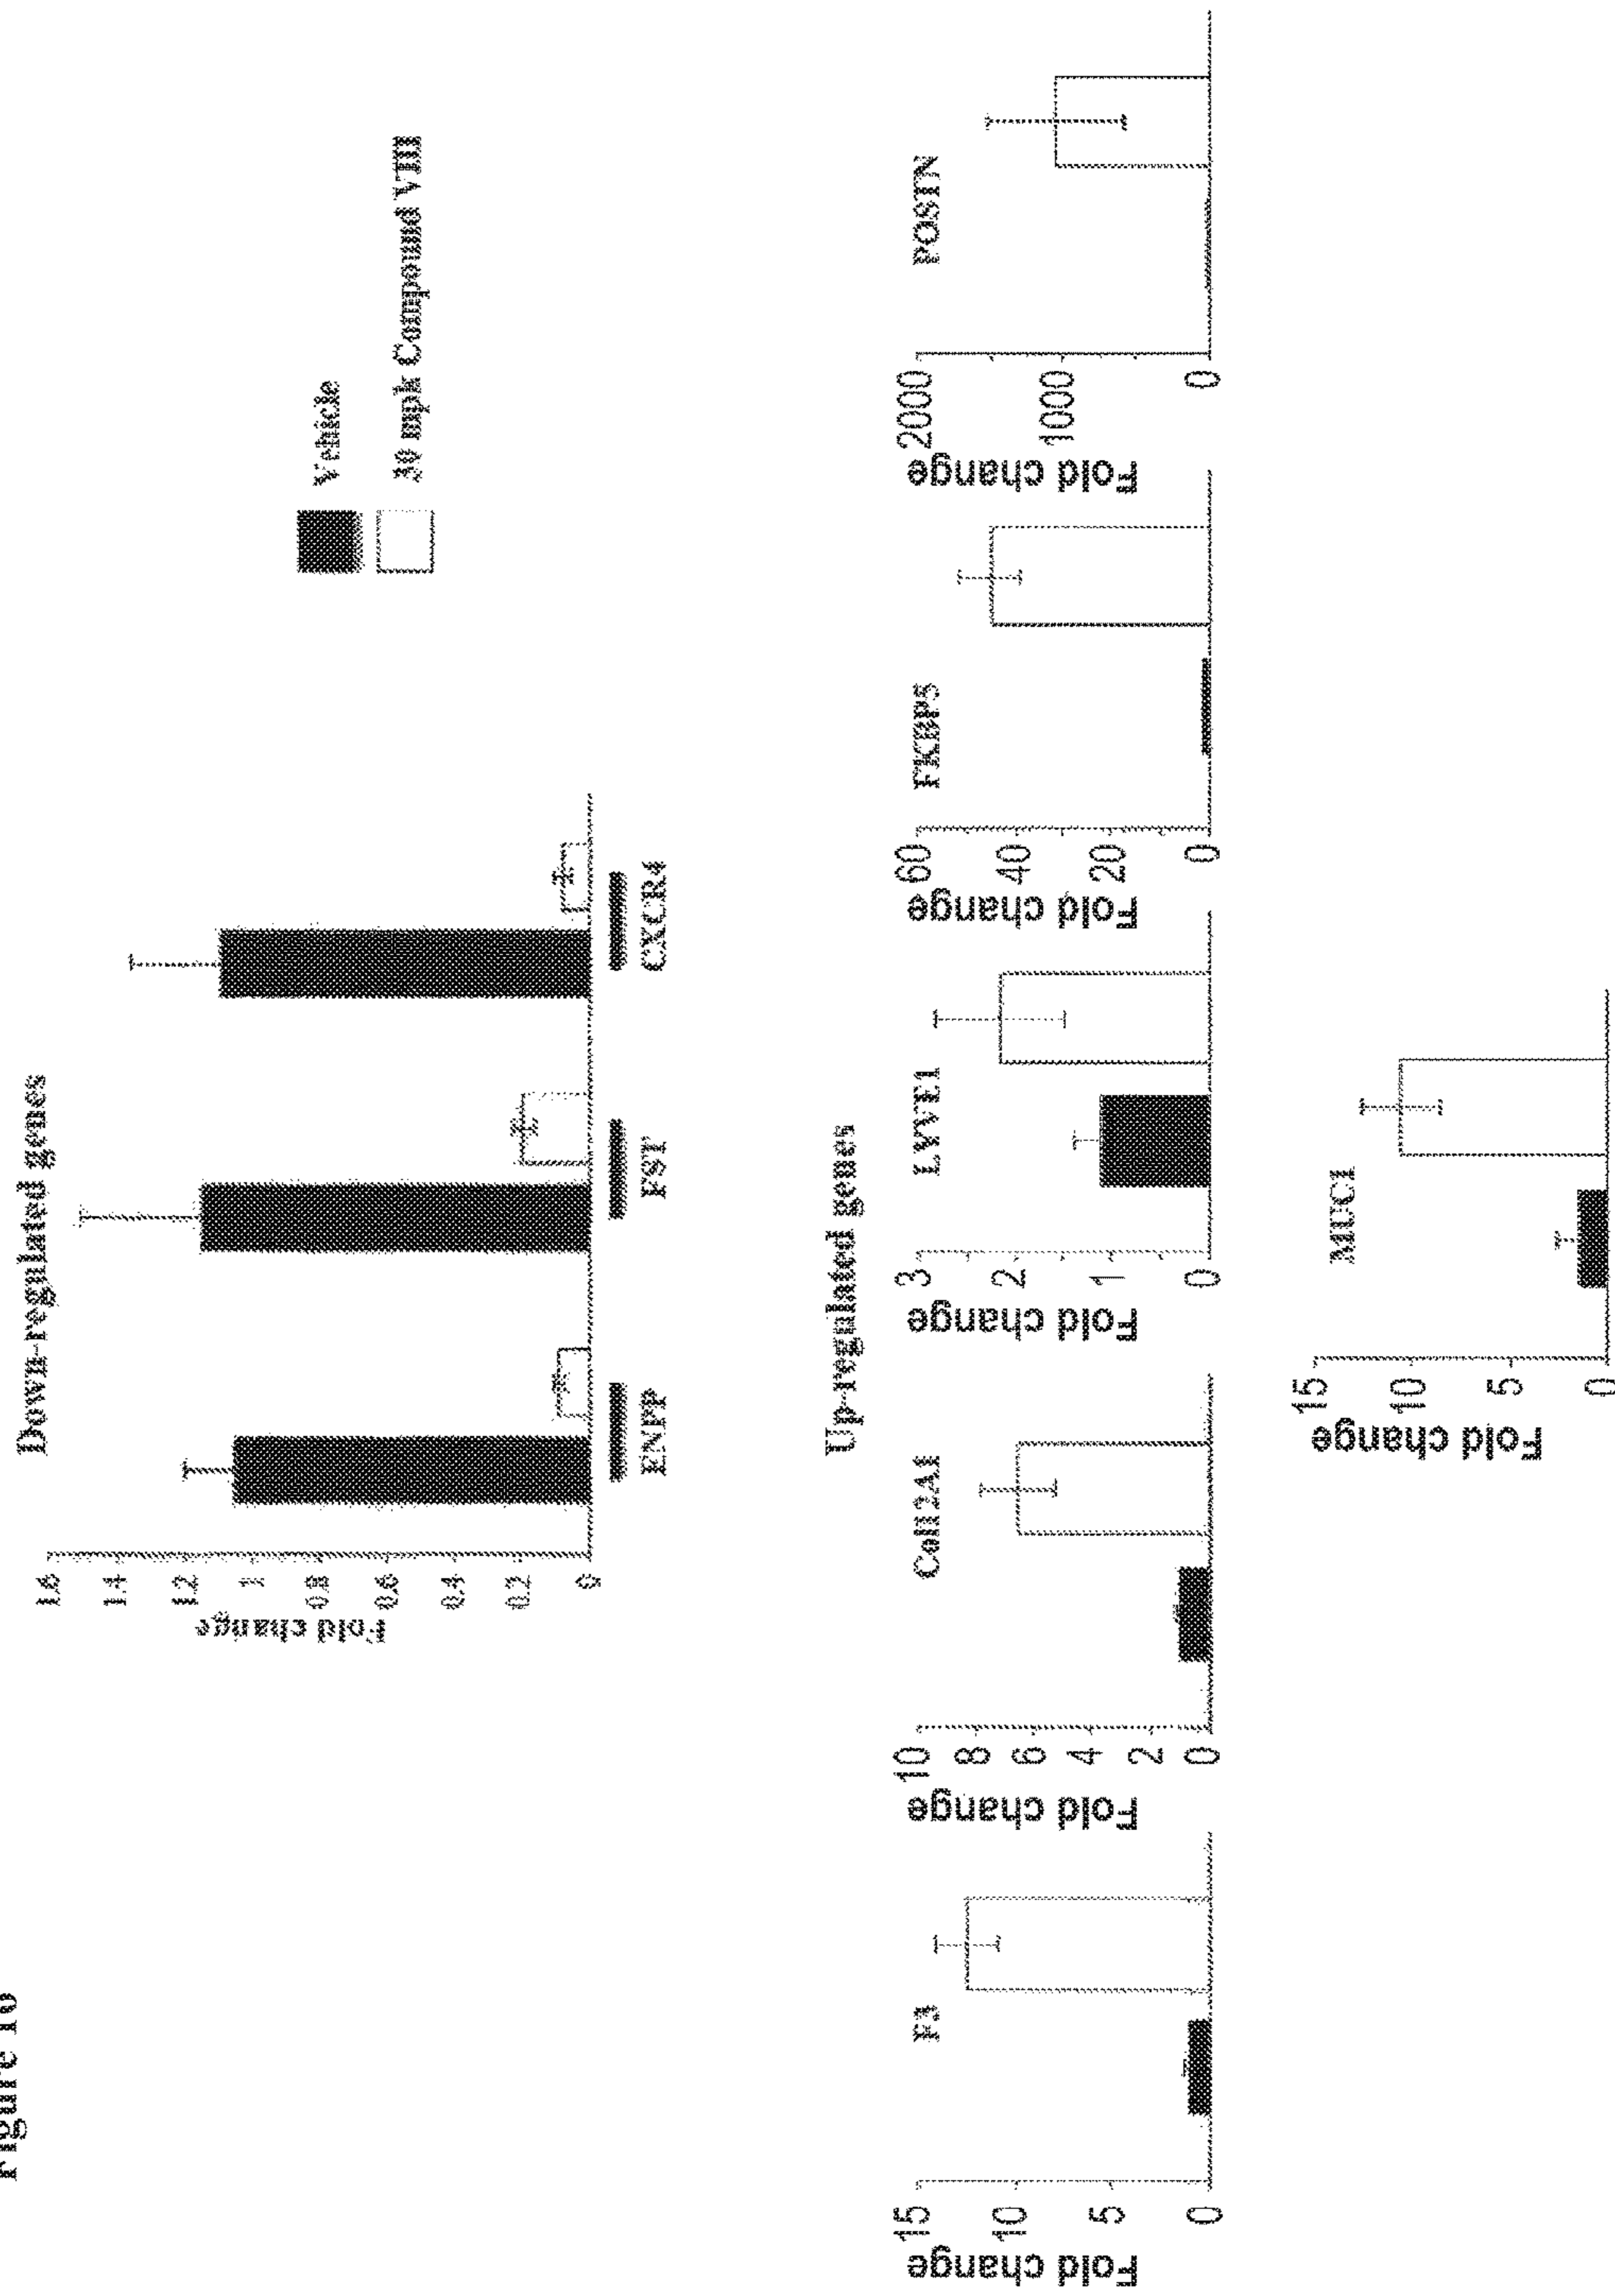 Figure 10
Down-regulated genes
Fold change
1.6
1.4
1.2
1
0.8
0.6
0.4
0.2
0
ENPP
FST
CXCR4
Vehicle
30 mpk Compound VIII
Up-regulated genes
F3
Fold change
15
10
5
0
Col12A1
Fold change
10
8
6
4
2
0
LYVE1
Fold change
3
2
1
0
FKBP5
Fold change
60
40
20
0
POSTN
Fold change
2000
1000
0
MUC1
Fold change
15
10
5
0